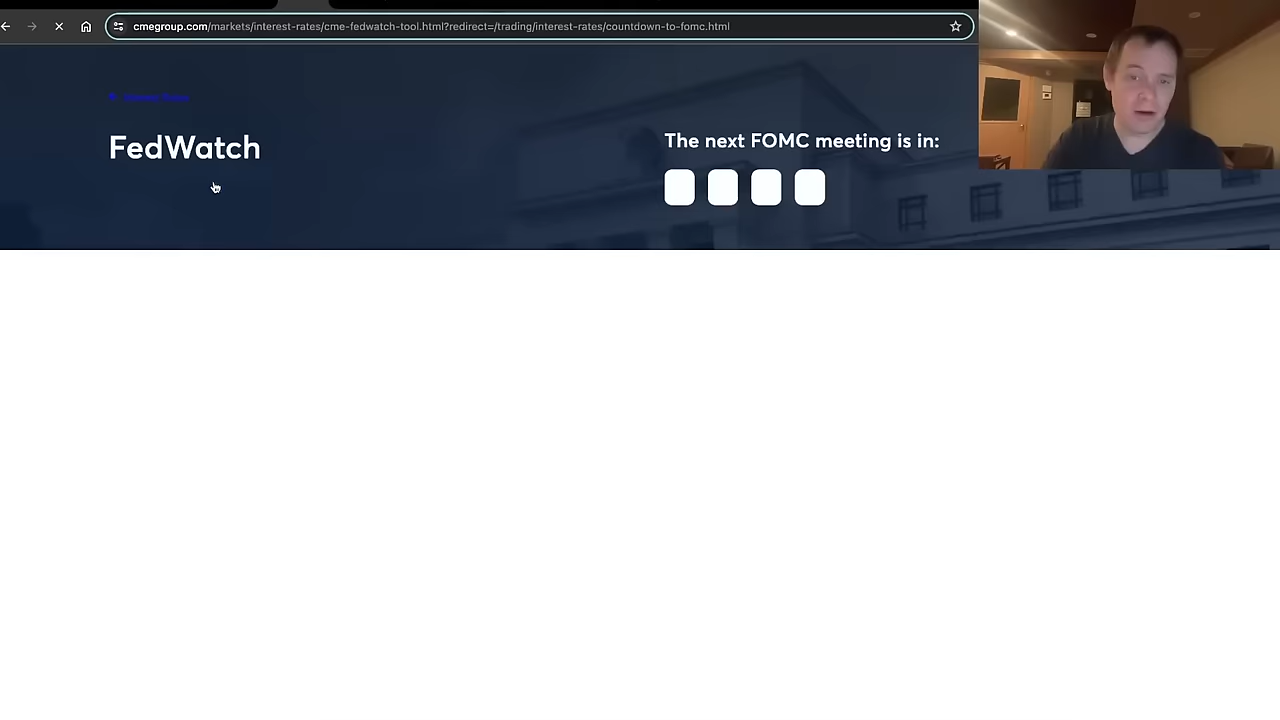 cmegroup.com/markets/interest-rates/cme-fedwatch-tool.html?redirect=/trading/interest-rates/countdown-to-fomc.html
FedWatch
The next FOMC meeting is in: